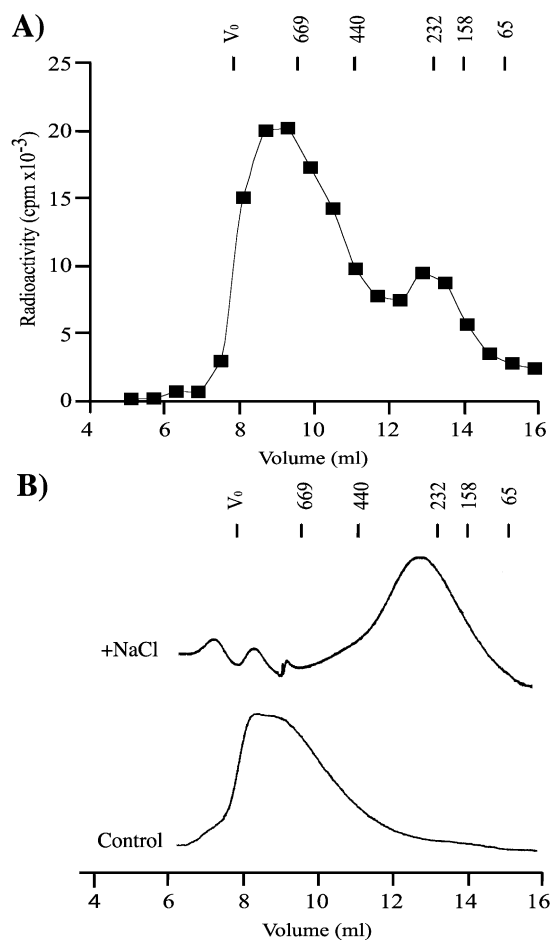 A)
V₀ 669 440 232 158 65
25
20
15
10
5
0
Radioactivity (cpm x10⁻³)
4 6 8 10 12 14 16
Volume (ml)
B)
V₀ 669 440 232 158 65
+NaCl
Control
4 6 8 10 12 14 16
Volume (ml)